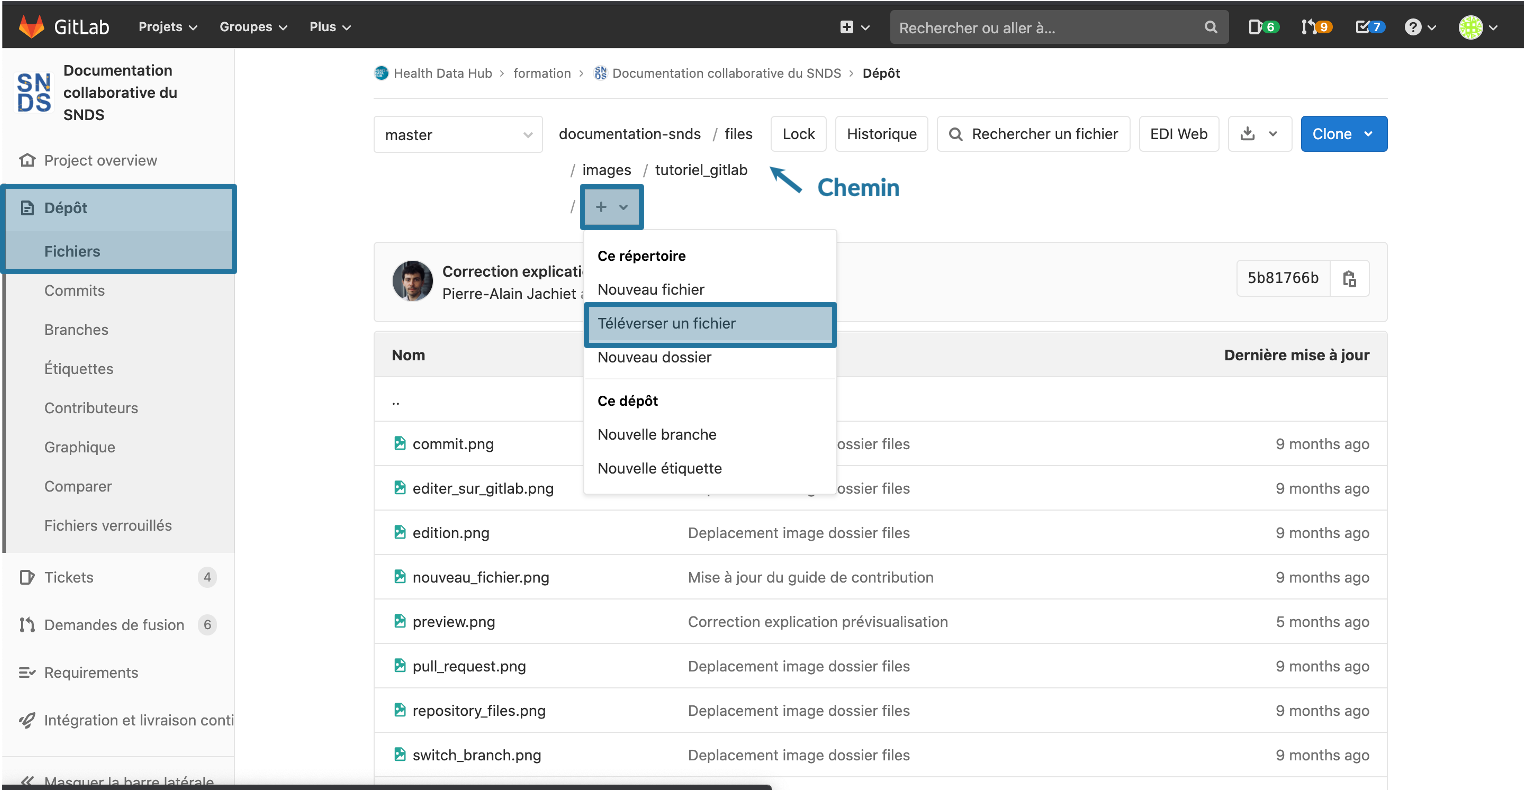 GitLab Projets Groupes Plus Rechercher ou aller à... 6 9 7
SNDS
Documentation
collaborative du
SNDS
Project overview
Dépôt
Fichiers
Commits
Branches
Étiquettes
Contributeurs
Graphique
Comparer
Fichiers verrouillés
Tickets 4
Demandes de fusion 6
Requirements
Intégration et livraison conti
Masquer la barre latérale
Health Data Hub > formation > Documentation collaborative du SNDS > Dépôt
master
documentation-snds / files
/ images / tutoriel_gitlab
/ +
Lock Historique Rechercher un fichier EDI Web Clone
Chemin
Ce répertoire
Nouveau fichier
Téléverser un fichier
Nouveau dossier
Ce dépôt
Nouvelle branche
Nouvelle étiquette
Correction explicati
Pierre-Alain Jachiet
5b81766b
Nom Dernière mise à jour
..
commit.png ossier files 9 months ago
editer_sur_gitlab.png ossier files 9 months ago
edition.png Deplacement image dossier files 9 months ago
nouveau_fichier.png Mise à jour du guide de contribution 9 months ago
preview.png Correction explication prévisualisation 5 months ago
pull_request.png Deplacement image dossier files 9 months ago
repository_files.png Deplacement image dossier files 9 months ago
switch_branch.png Deplacement image dossier files 9 months ago